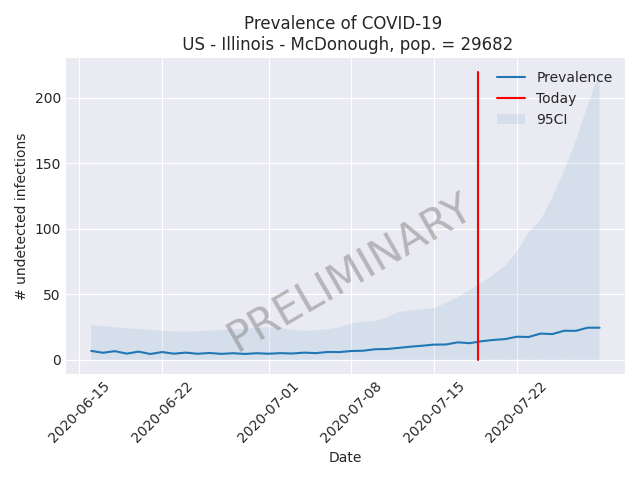 Prevalence of COVID-19
US - Illinois - McDonough, pop. = 29682
Prevalence
Today
95CI
# undetected infections
200
150
100
50
0
PRELIMINARY
2020-06-15
2020-06-22
2020-07-01
2020-07-08
2020-07-15
2020-07-22
Date